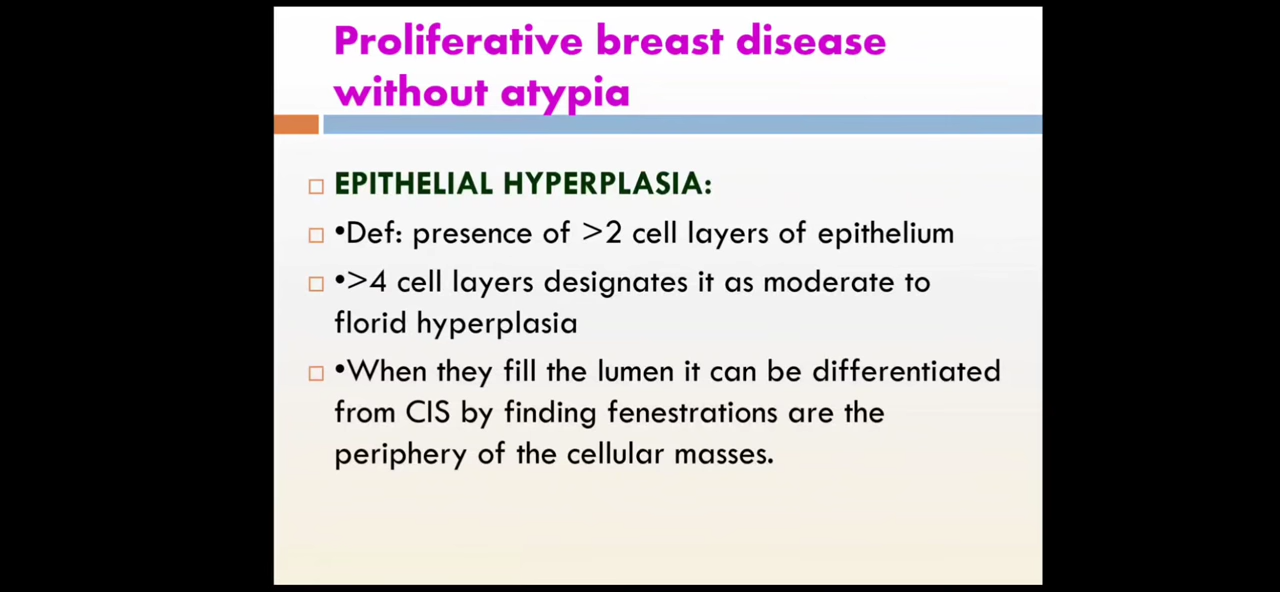 Proliferative breast disease
without atypia
EPITHELIAL HYPERPLASIA:
•Def: presence of >2 cell layers of epithelium
•>4 cell layers designates it as moderate to
florid hyperplasia
•When they fill the lumen it can be differentiated
from CIS by finding fenestrations are the
periphery of the cellular masses.